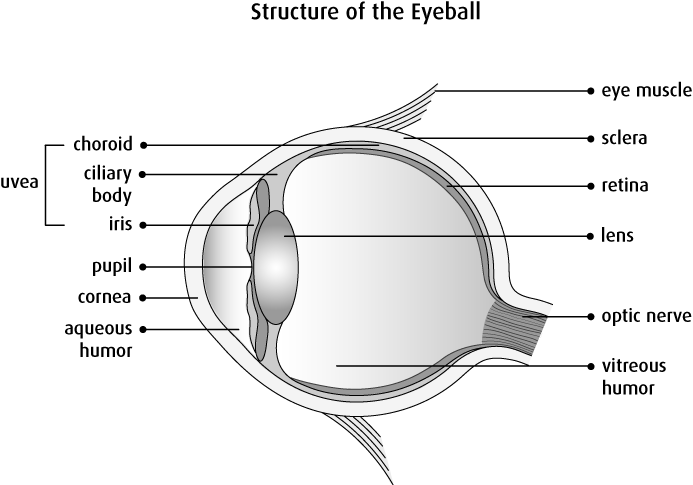 Structure of the Eyeball
uvea
choroid
ciliary
body
iris
pupil
cornea
aqueous
humor
eye muscle
sclera
retina
lens
optic nerve
vitreous
humor